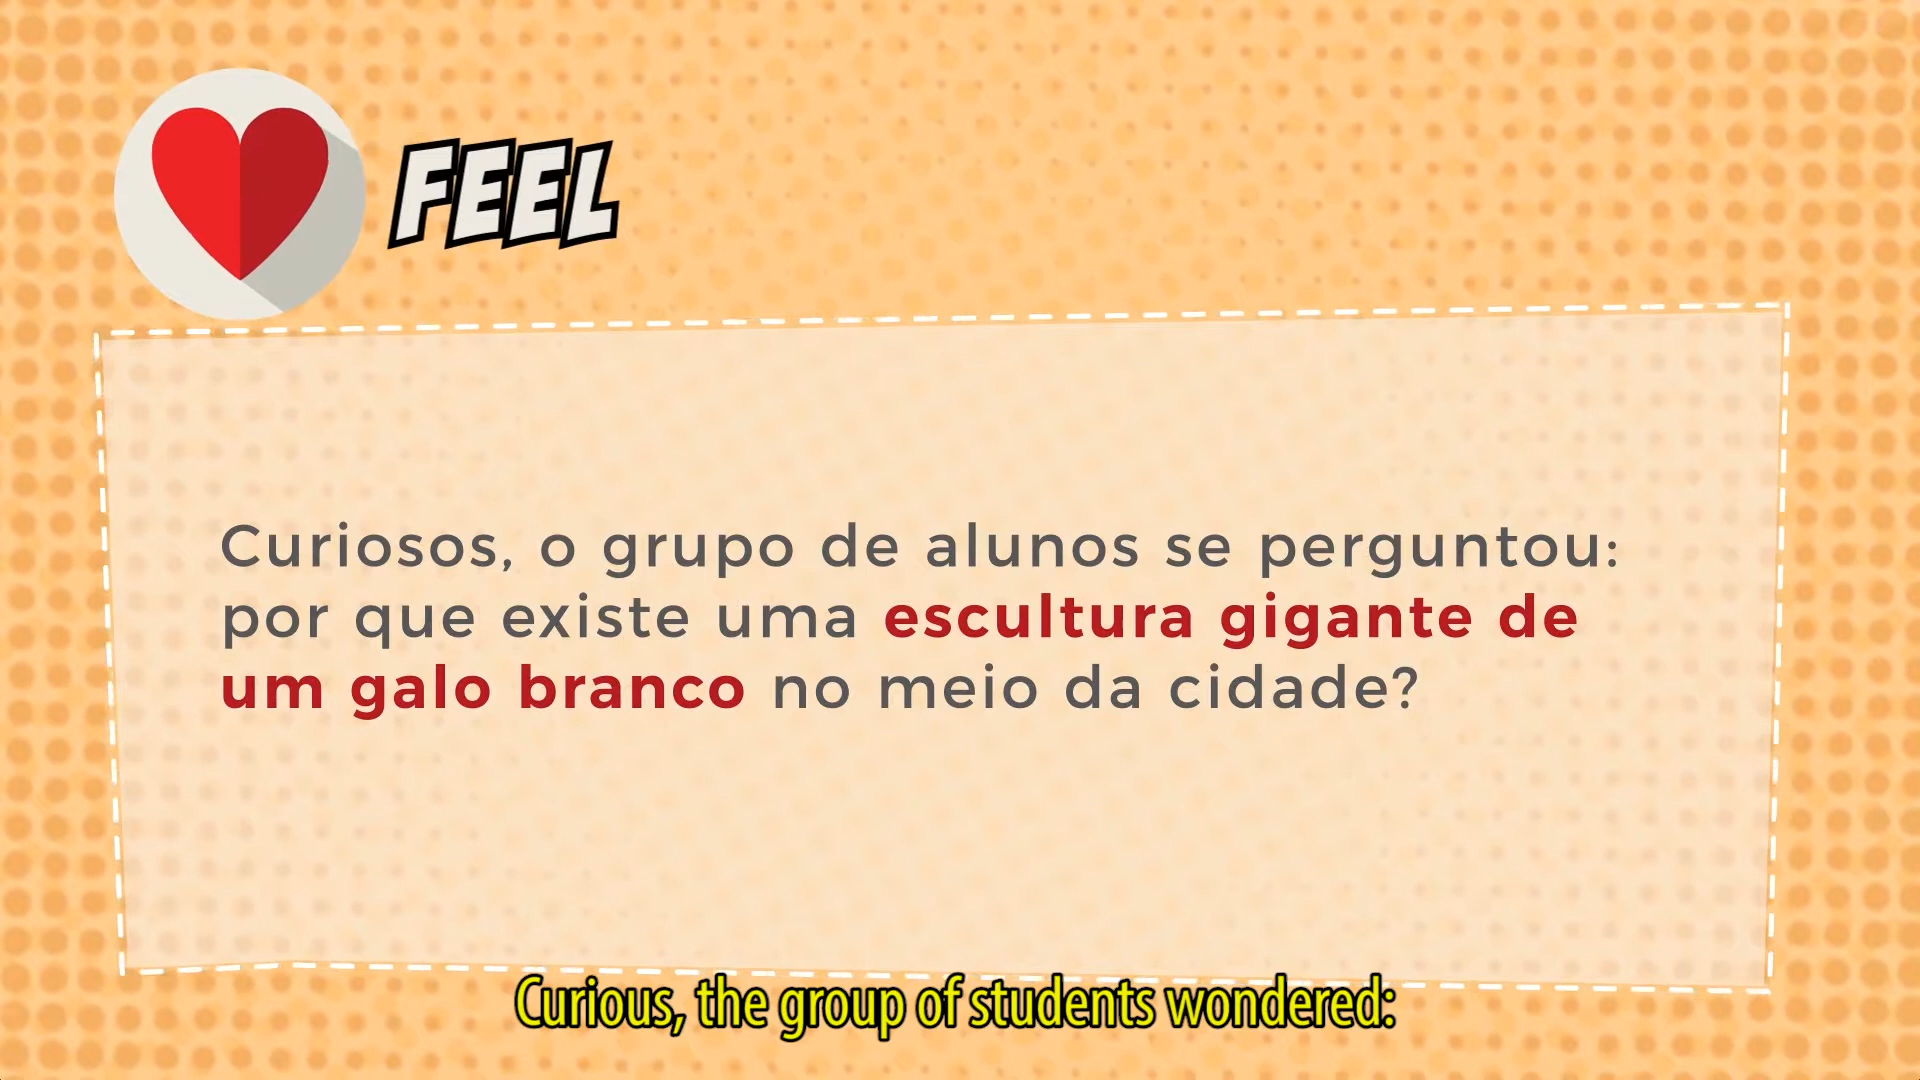 FEEL
Curiosos, o grupo de alunos se perguntou:
por que existe uma escultura gigante de
um galo branco no meio da cidade?
Curious, the group of students wondered: